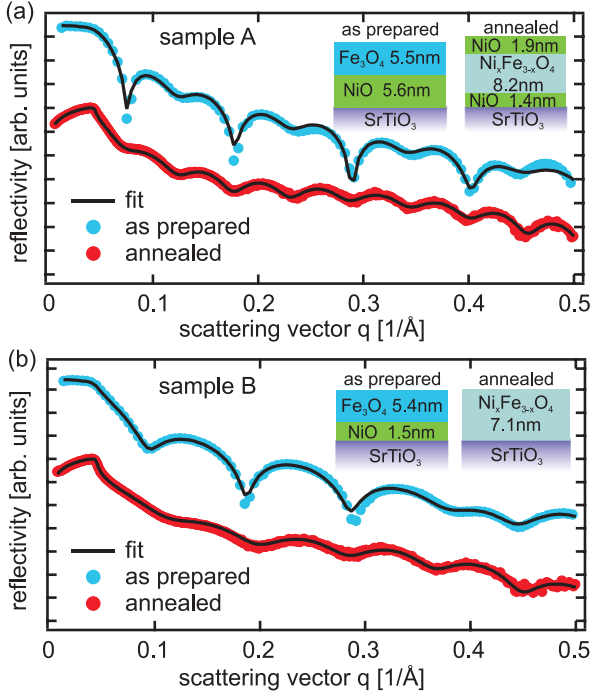 (a)
reflectivity [arb. units]
sample A
as prepared
Fe₃O₄ 5.5nm
NiO 5.6nm
SrTiO₃
annealed
NiO 1.9nm
NiₓFe₃₋ₓO₄
8.2nm
NiO 1.4nm
SrTiO₃
fit
as prepared
annealed
0 0.1 0.2 0.3 0.4 0.5
scattering vector q [1/Å]
(b)
reflectivity [arb. units]
sample B
as prepared
Fe₃O₄ 5.4nm
NiO 1.5nm
SrTiO₃
annealed
NiₓFe₃₋ₓO₄
7.1nm
SrTiO₃
fit
as prepared
annealed
0 0.1 0.2 0.3 0.4 0.5
scattering vector q [1/Å]